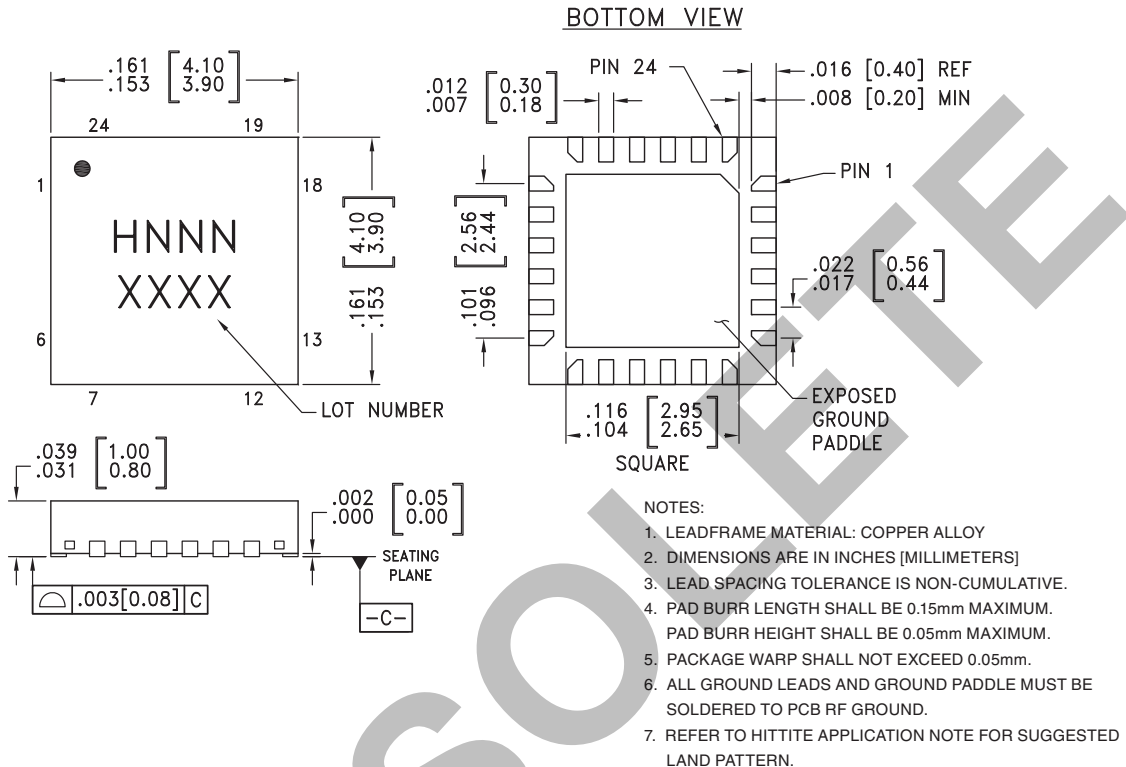 BOTTOM VIEW
.161 [4.10]
.153 [3.90]
24 19
1 18
HNNN
XXXX
6 13
7 12
.161 [4.10]
.153 [3.90]
LOT NUMBER
PIN 24
.012 [0.30]
.007 [0.18]
.016 [0.40] REF
.008 [0.20] MIN
PIN 1
.101 [2.56]
.096 [2.44]
.022 [0.56]
.017 [0.44]
EXPOSED
GROUND
PADDLE
.116 [2.95]
.104 [2.65]
SQUARE
.039 [1.00]
.031 [0.80]
.002 [0.05]
.000 [0.00]
SEATING
PLANE
.003[0.08] C
-C-
NOTES:
1. LEADFRAME MATERIAL: COPPER ALLOY
2. DIMENSIONS ARE IN INCHES [MILLIMETERS]
3. LEAD SPACING TOLERANCE IS NON-CUMULATIVE.
4. PAD BURR LENGTH SHALL BE 0.15mm MAXIMUM.
PAD BURR HEIGHT SHALL BE 0.05mm MAXIMUM.
5. PACKAGE WARP SHALL NOT EXCEED 0.05mm.
6. ALL GROUND LEADS AND GROUND PADDLE MUST BE
SOLDERED TO PCB RF GROUND.
7. REFER TO HITTITE APPLICATION NOTE FOR SUGGESTED
LAND PATTERN.
SOLETE